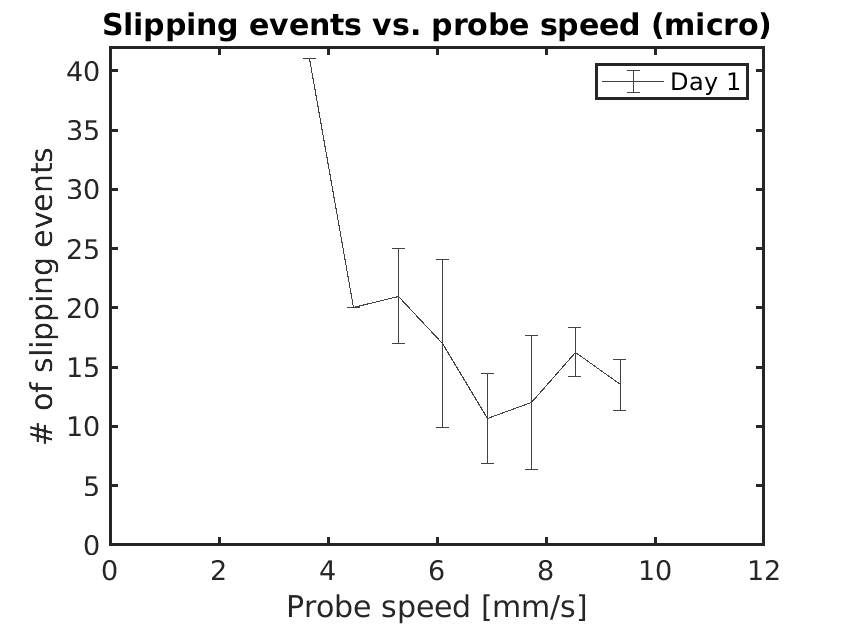 Slipping events vs. probe speed (micro)
Day 1
40
35
30
25
20
15
10
5
0
# of slipping events
0 2 4 6 8 10 12
Probe speed [mm/s]